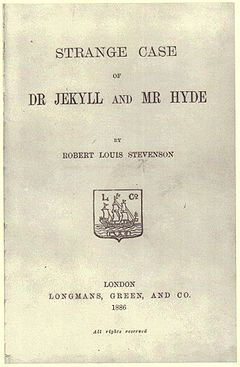 STRANGE CASE
OF
DR JEKYLL AND MR HYDE
BY
ROBERT LOUIS STEVENSON
L Co
LONDON
LONGMANS, GREEN, AND CO.
1886
All rights reserved